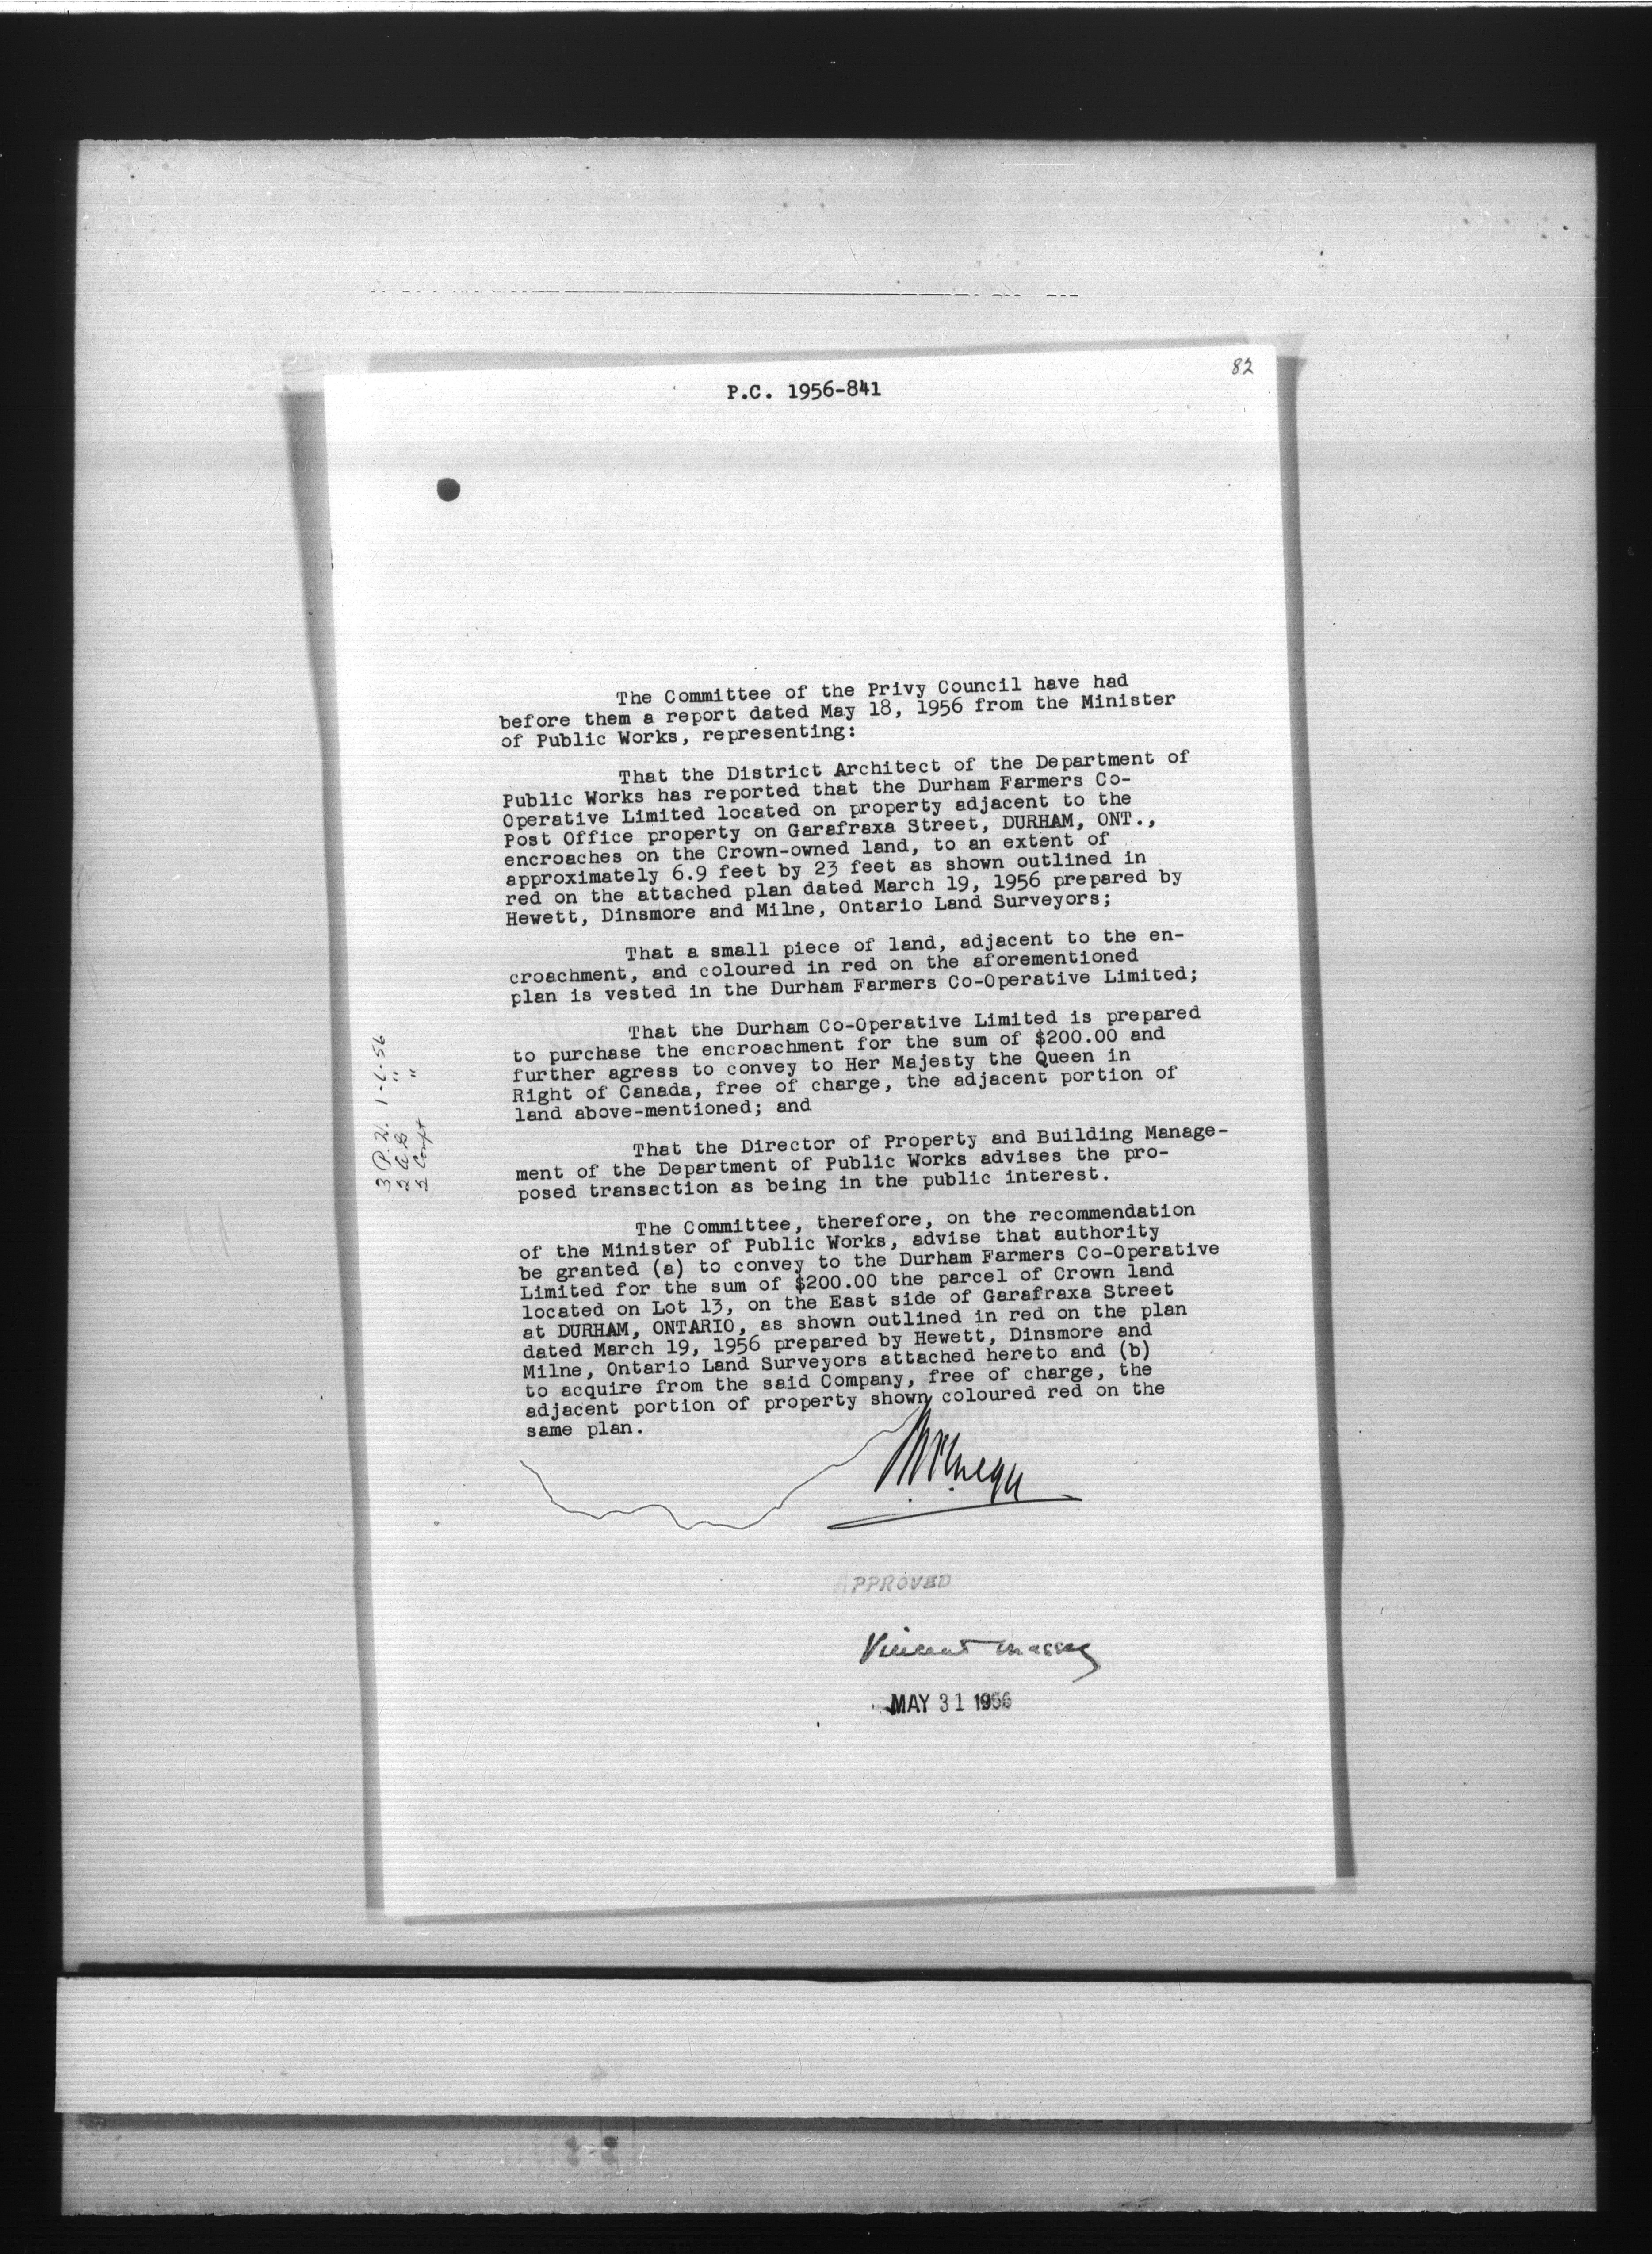 82
P.C. 1956-841
The Committee of the Privy Council have had
before them a report dated May 18, 1956 from the Minister
of Public Works, representing:
That the District Architect of the Department of
Public Works has reported that the Durham Farmers Co-
Operative Limited located on property adjacent to the
Post Office property on Garafraxa Street, DURHAM, ONT.,
encroaches on the Crown-owned land, to an extent of
approximately 6.9 feet by 23 feet as shown outlined in
red on the attached plan dated March 19, 1956 prepared by
Hewett, Dinsmore and Milne, Ontario Land Surveyors;
That a small piece of land, adjacent to the en-
croachment, and coloured in red on the aforementioned
plan is vested in the Durham Farmers Co-Operative Limited;
That the Durham Co-Operative Limited is prepared
to purchase the encroachment for the sum of $200.00 and
further agress to convey to Her Majesty the Queen in
Right of Canada, free of charge, the adjacent portion of
land above-mentioned; and
That the Director of Property and Building Manage-
ment of the Department of Public Works advises the pro-
posed transaction as being in the public interest.
The Committee, therefore, on the recommendation
of the Minister of Public Works, advise that authority
be granted (a) to convey to the Durham Farmers Co-Operative
Limited for the sum of $200.00 the parcel of Crown land
located on Lot 13, on the East side of Garafraxa Street
at DURHAM, ONTARIO, as shown outlined in red on the plan
dated March 19, 1956 prepared by Hewett, Dinsmore and
Milne, Ontario Land Surveyors attached hereto and (b)
to acquire from the said Company, free of charge, the
adjacent portion of property shown coloured red on the
same plan.
APPROVED
Vincent Massey
MAY 31 1956
1-6-56